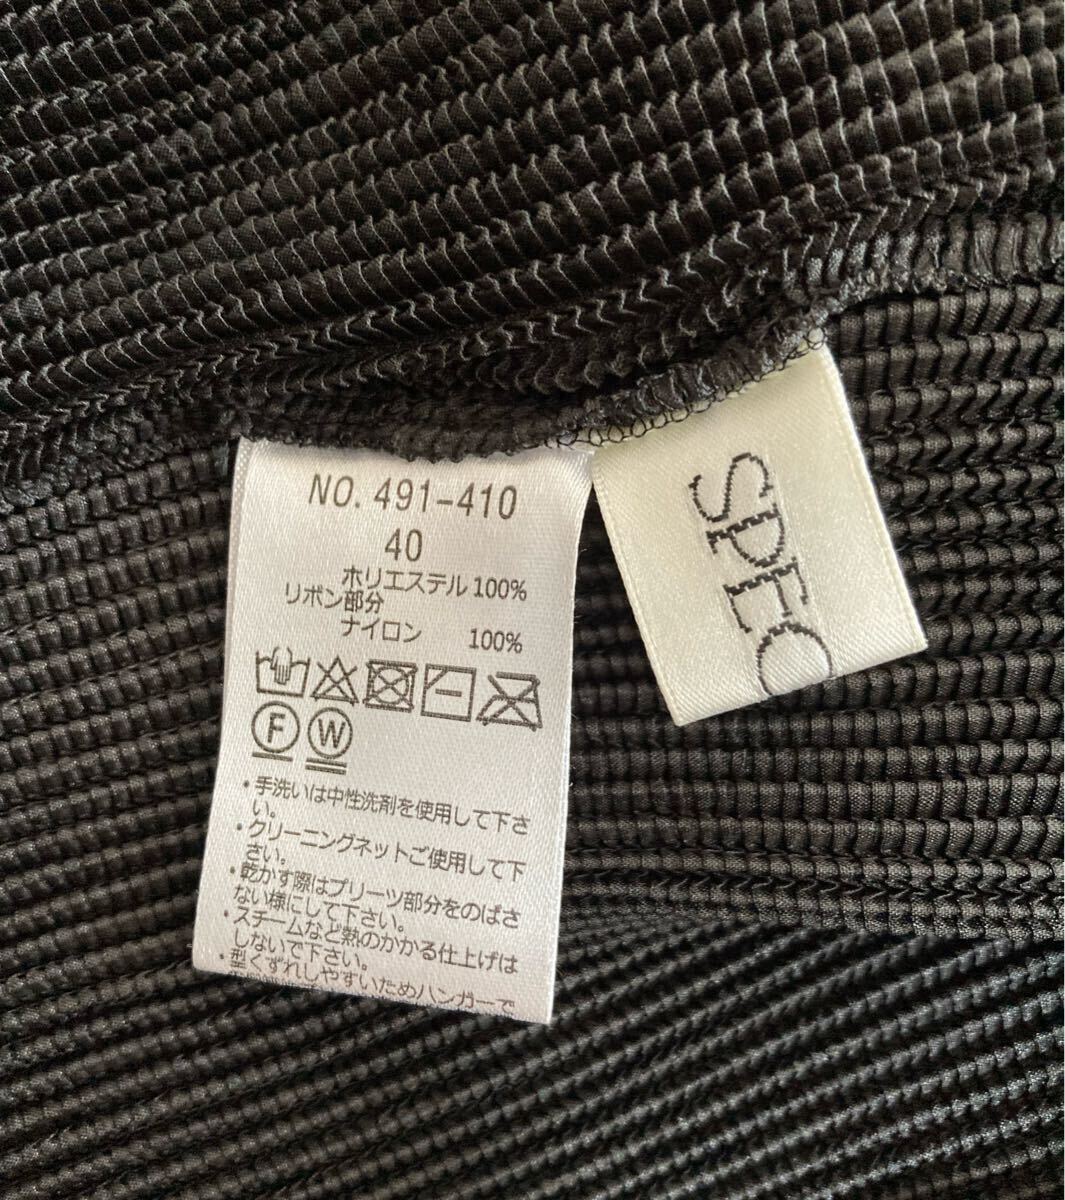 NO. 491-410
40
ポリエステル 100%
リボン部分
ナイロン 100%
F W
・手洗いは中性洗剤を使用して下さ
い。
・クリーニングネットご使用して下
さい。
・乾かす際はプリーツ部分をのばさ
ない様にして下さい。
・スチームなど熱のかかる仕上げは
しないで下さい。
・型くずれしやすいためハンガーで
SPEC